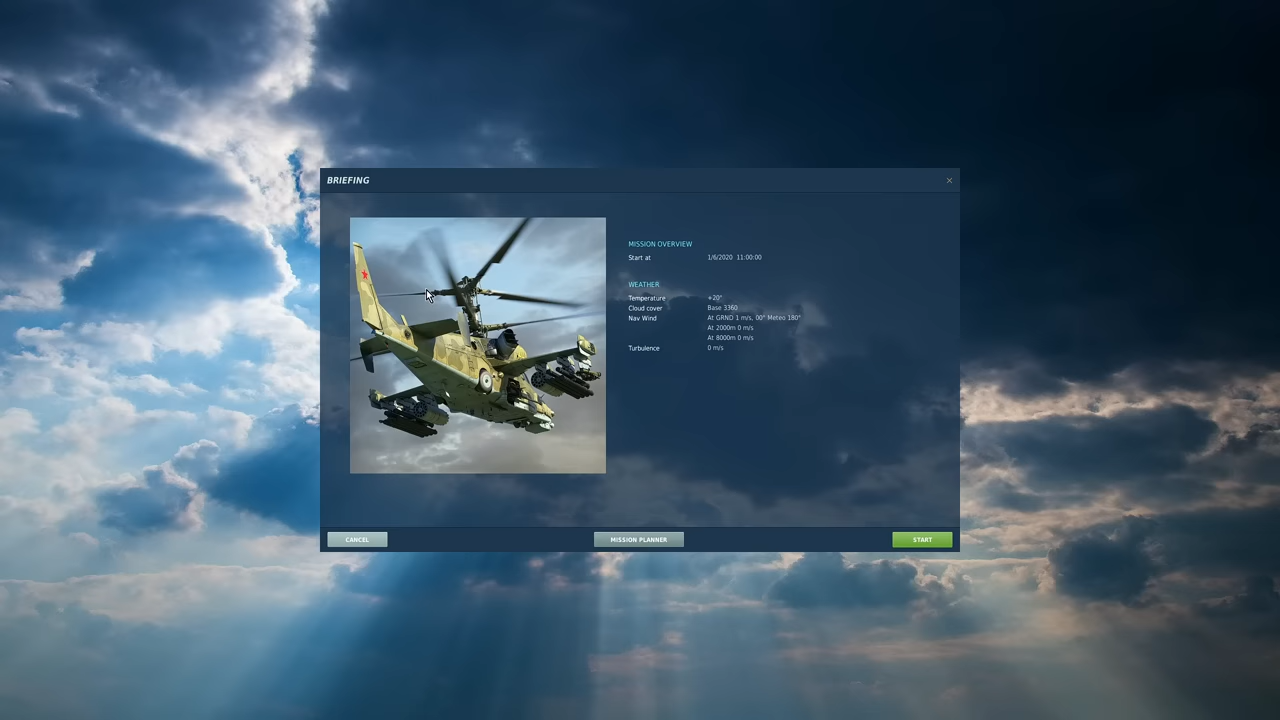 BRIEFING
MISSION OVERVIEW
Start at 1/6/2020 11:00:00
WEATHER
Temperature +20°
Cloud cover Base 3360
Nav Wind At GRND 1 m/s, 00° Meteo 180°
At 2000m 0 m/s
At 8000m 0 m/s
Turbulence 0 m/s
CANCEL MISSION PLANNER START